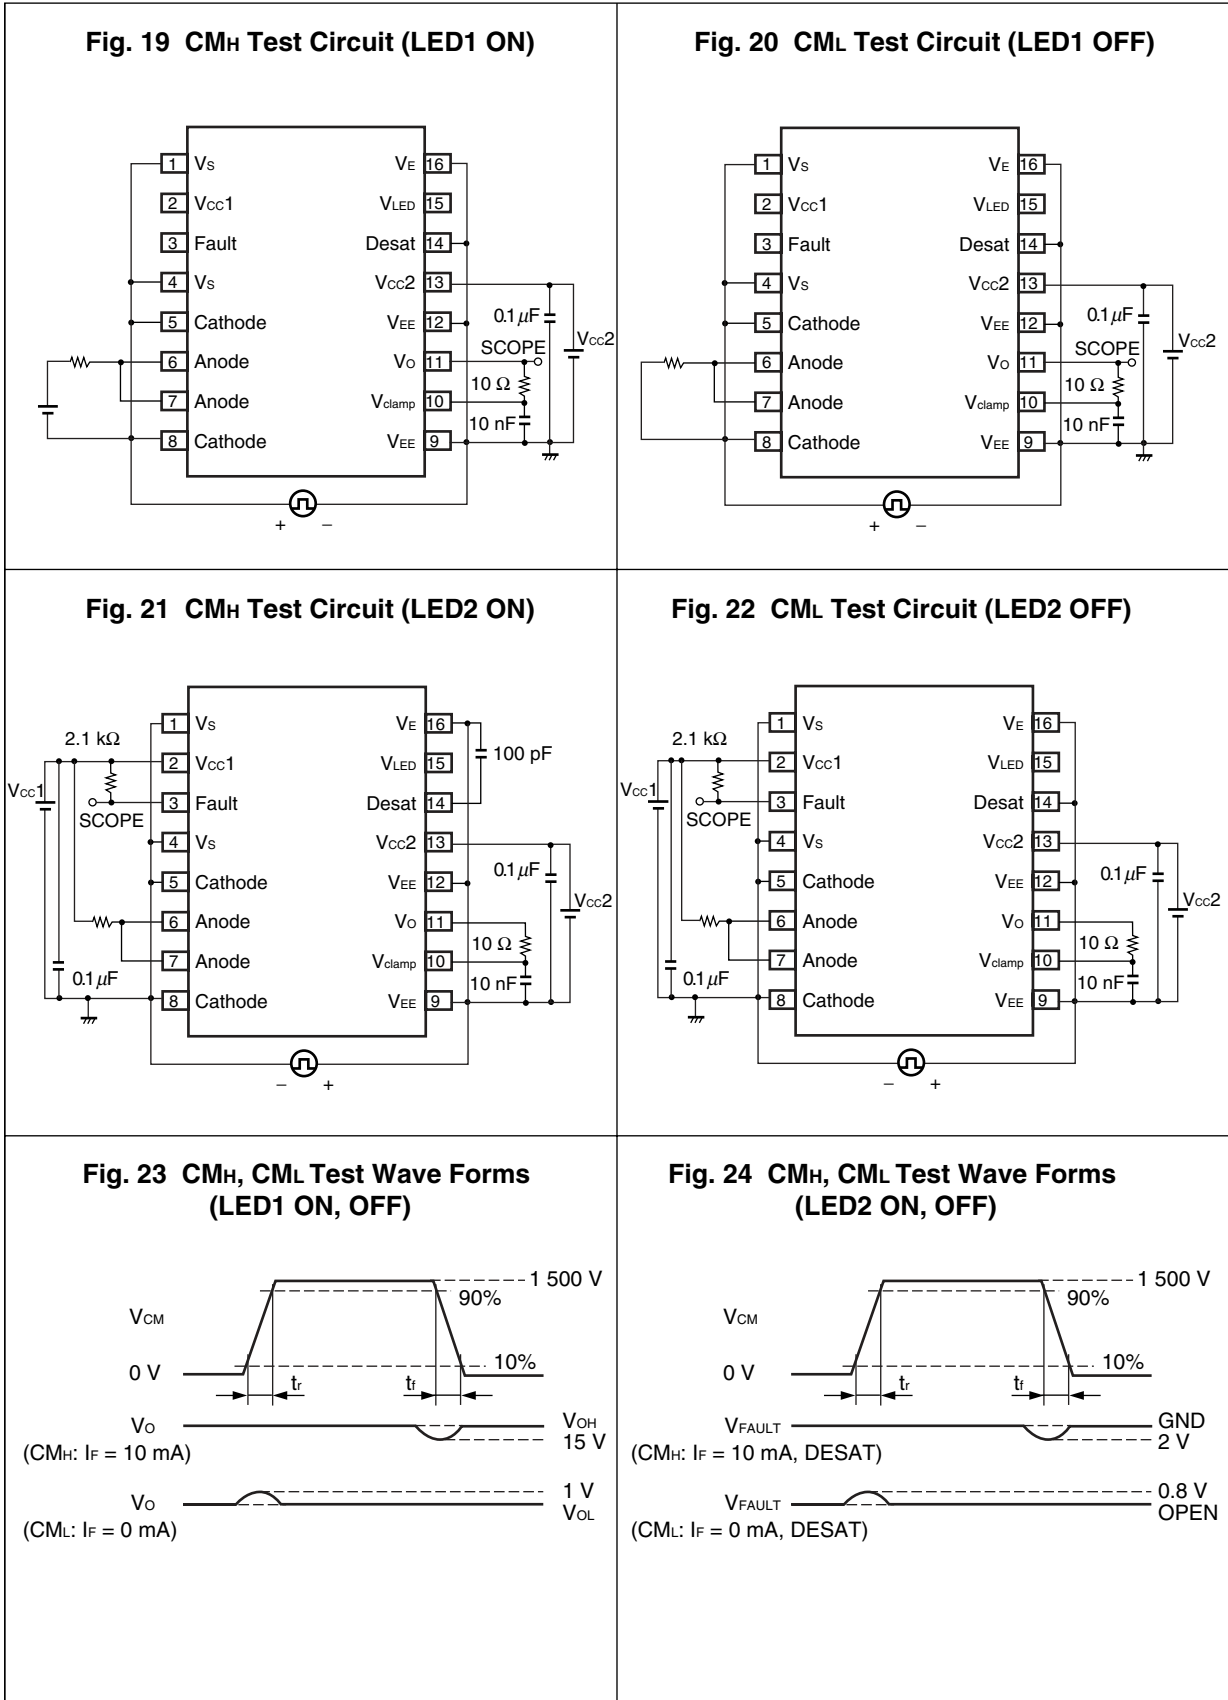 Fig. 19 CMH Test Circuit (LED1 ON)
1 VS
2 VCC1
3 Fault
4 VS
5 Cathode
6 Anode
7 Anode
8 Cathode
VE 16
VLED 15
Desat 14
VCC2 13
VEE 12
VO 11
Vclamp 10
VEE 9
0.1 μF
VCC2
SCOPE
10 Ω
10 nF
+ −
Fig. 20 CML Test Circuit (LED1 OFF)
1 VS
2 VCC1
3 Fault
4 VS
5 Cathode
6 Anode
7 Anode
8 Cathode
VE 16
VLED 15
Desat 14
VCC2 13
VEE 12
VO 11
Vclamp 10
VEE 9
0.1 μF
VCC2
SCOPE
10 Ω
10 nF
+ −
Fig. 21 CMH Test Circuit (LED2 ON)
2.1 kΩ
VCC1
SCOPE
0.1 μF
1 VS
2 VCC1
3 Fault
4 VS
5 Cathode
6 Anode
7 Anode
8 Cathode
VE 16
VLED 15
Desat 14
VCC2 13
VEE 12
VO 11
Vclamp 10
VEE 9
100 pF
0.1 μF
VCC2
10 Ω
10 nF
− +
Fig. 22 CML Test Circuit (LED2 OFF)
2.1 kΩ
VCC1
SCOPE
0.1 μF
1 VS
2 VCC1
3 Fault
4 VS
5 Cathode
6 Anode
7 Anode
8 Cathode
VE 16
VLED 15
Desat 14
VCC2 13
VEE 12
VO 11
Vclamp 10
VEE 9
0.1 μF
VCC2
10 Ω
10 nF
− +
Fig. 23 CMH, CML Test Wave Forms
(LED1 ON, OFF)
1 500 V
90%
VCM
10%
0 V
tr
tf
VO
(CMH: IF = 10 mA)
VOH
15 V
VO
(CML: IF = 0 mA)
1 V
VOL
Fig. 24 CMH, CML Test Wave Forms
(LED2 ON, OFF)
1 500 V
90%
VCM
10%
0 V
tr
tf
VFAULT
(CMH: IF = 10 mA, DESAT)
GND
2 V
VFAULT
(CML: IF = 0 mA, DESAT)
0.8 V
OPEN